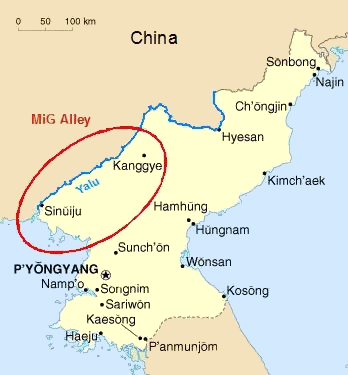 0 50 100 km
China
Sŏnbong
Najin
Ch'ŏngjin
MiG Alley
Hyesan
Kanggye
Yalu
Kimch'aek
Sinŭiju
Hamhŭng
Hŭngnam
Sunch'ŏn
Wŏnsan
P'YŎNGYANG
Namp'o
Songnim
Kosŏng
Sariwŏn
Kaesŏng
Haeju
P'anmunjŏm